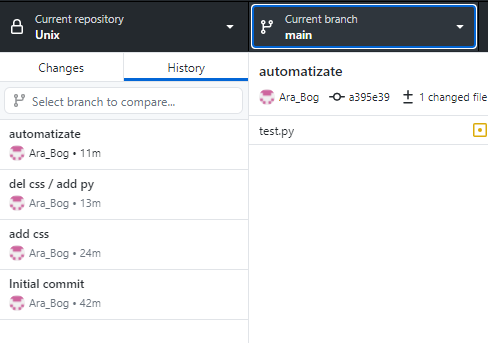 Current repository
Unix
Current branch
main
Changes
History
Select branch to compare...
automatizate
Ara_Bog • 11m
del css / add py
Ara_Bog • 13m
add css
Ara_Bog • 24m
Initial commit
Ara_Bog • 42m
automatizate
Ara_Bog a395e39 1 changed file
test.py